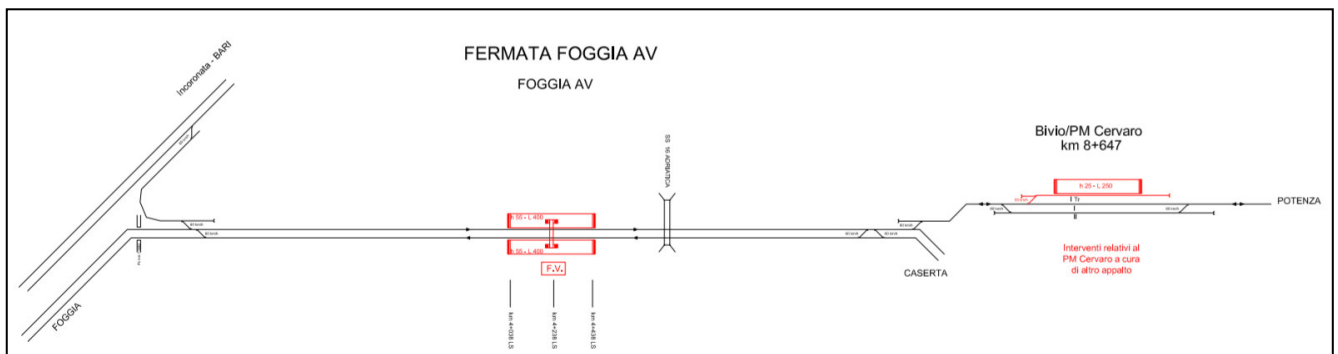 FERMATA FOGGIA AV
FOGGIA AV
Incoronata - BARI
FOGGIA
SS 16 ADRIATICA
h 55 - L 400
h 55 - L 400
F.V.
km 4+038 LS
km 4+238 LS
km 4+438 LS
CASERTA
Bivio/PM Cervaro
km 8+647
h 25 - L 250
I Tr
I
II
POTENZA
Interventi relativi al
PM Cervaro a cura
di altro appalto